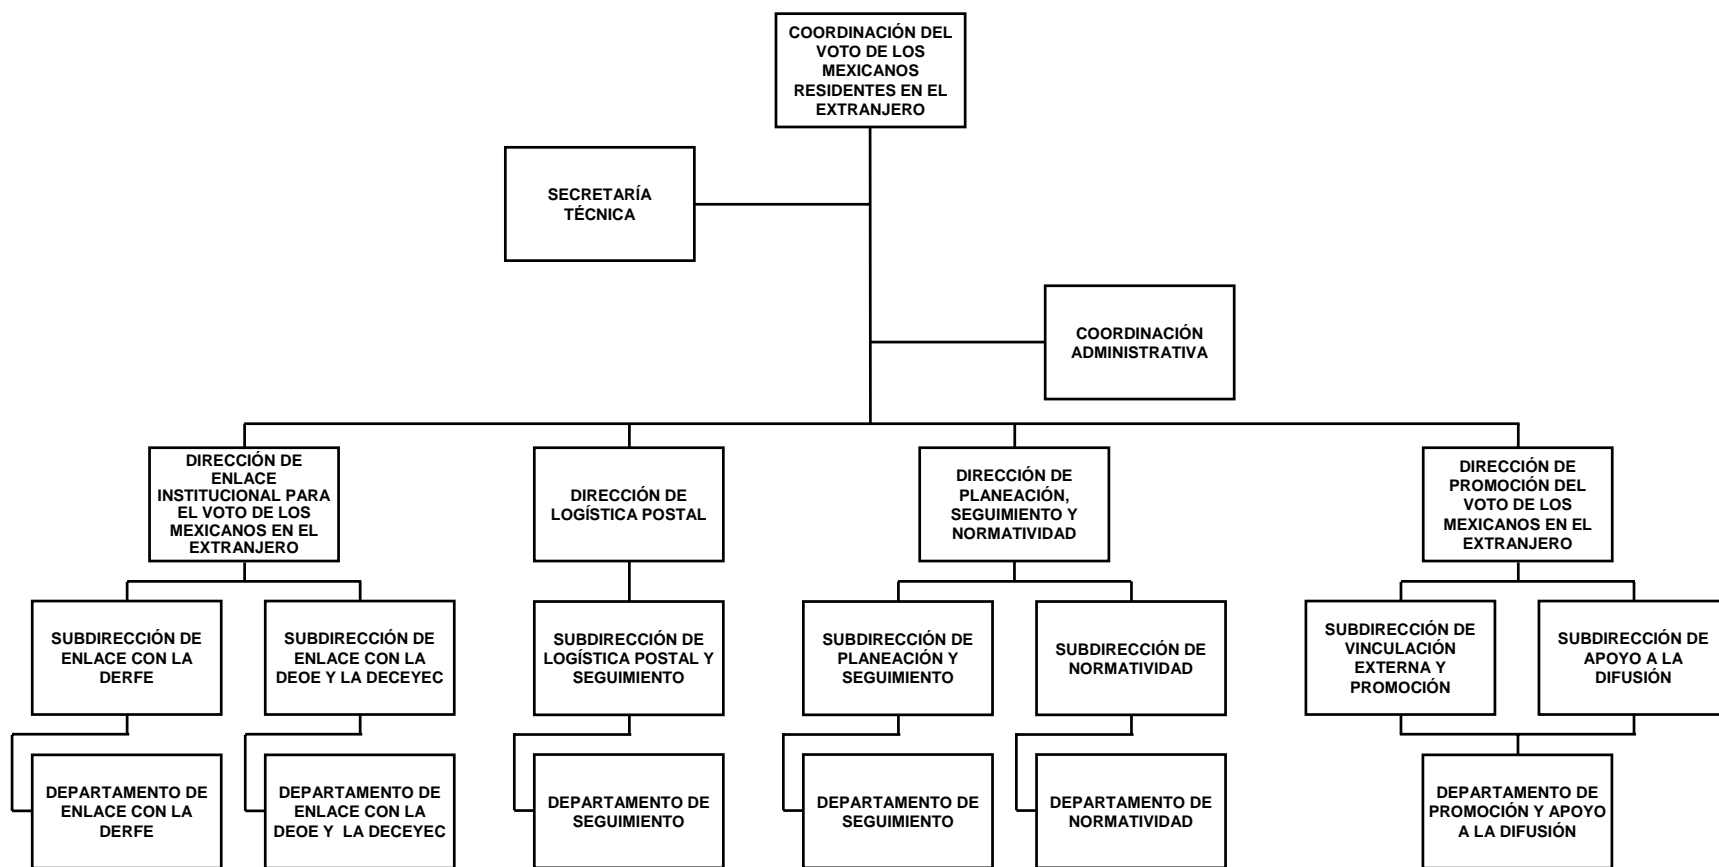 COORDINACIÓN DEL
VOTO DE LOS
MEXICANOS
RESIDENTES EN EL
EXTRANJERO
SECRETARÍA
TÉCNICA
COORDINACIÓN
ADMINISTRATIVA
DIRECCIÓN DE
ENLACE
INSTITUCIONAL PARA
EL VOTO DE LOS
MEXICANOS EN EL
EXTRANJERO
DIRECCIÓN DE
LOGÍSTICA POSTAL
DIRECCIÓN DE
PLANEACIÓN,
SEGUIMIENTO Y
NORMATIVIDAD
DIRECCIÓN DE
PROMOCIÓN DEL
VOTO DE LOS
MEXICANOS EN EL
EXTRANJERO
SUBDIRECCIÓN DE
ENLACE CON LA
DERFE
SUBDIRECCIÓN DE
ENLACE CON LA
DEOE Y LA DECEYEC
SUBDIRECCIÓN DE
LOGÍSTICA POSTAL Y
SEGUIMIENTO
SUBDIRECCIÓN DE
PLANEACIÓN Y
SEGUIMIENTO
SUBDIRECCIÓN DE
NORMATIVIDAD
SUBDIRECCIÓN DE
VINCULACIÓN
EXTERNA Y
PROMOCIÓN
SUBDIRECCIÓN DE
APOYO A LA
DIFUSIÓN
DEPARTAMENTO DE
ENLACE CON LA
DERFE
DEPARTAMENTO DE
ENLACE CON LA
DEOE Y LA DECEYEC
DEPARTAMENTO DE
SEGUIMIENTO
DEPARTAMENTO DE
SEGUIMIENTO
DEPARTAMENTO DE
NORMATIVIDAD
DEPARTAMENTO DE
PROMOCIÓN Y APOYO
A LA DIFUSIÓN